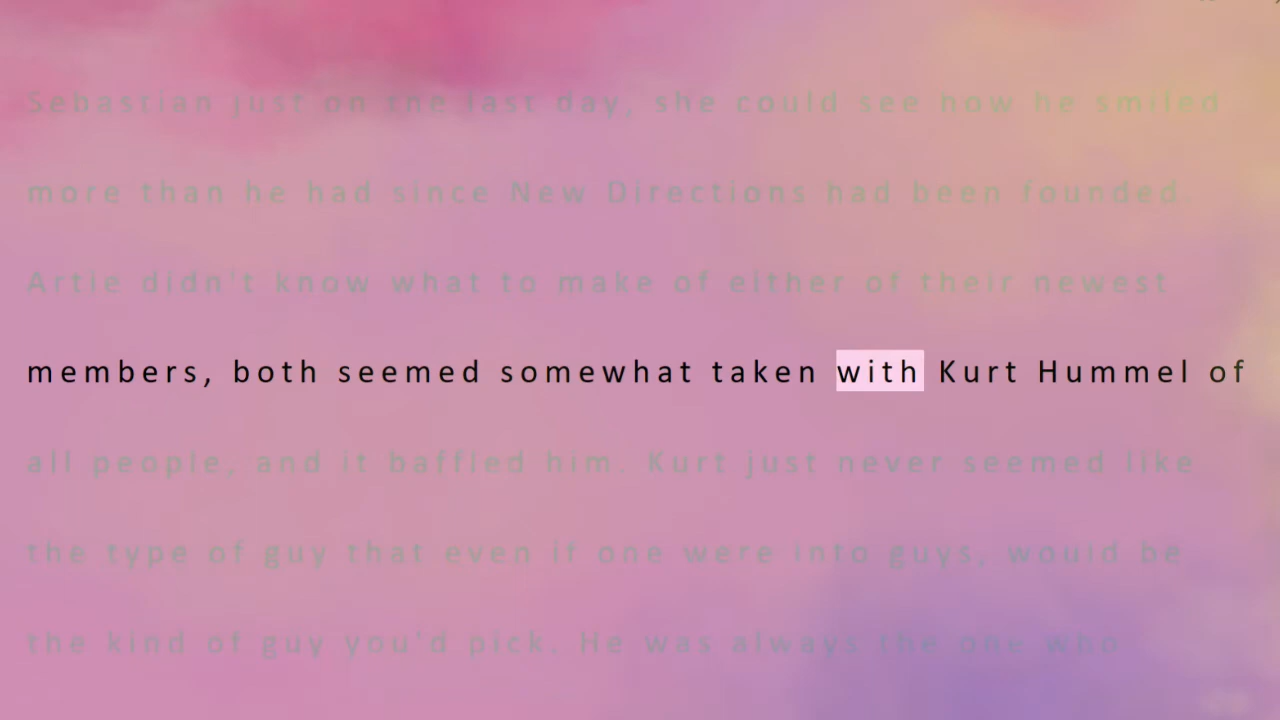 Sebastian just on the last day, she could see how he smiled
more than he had since New Directions had been founded.
Artie didn't know what to make of either of their newest
members, both seemed somewhat taken with Kurt Hummel of
all people, and it baffled him. Kurt just never seemed like
the type of guy that even if one were into guys, would be
the kind of guy you'd pick. He was always the one who